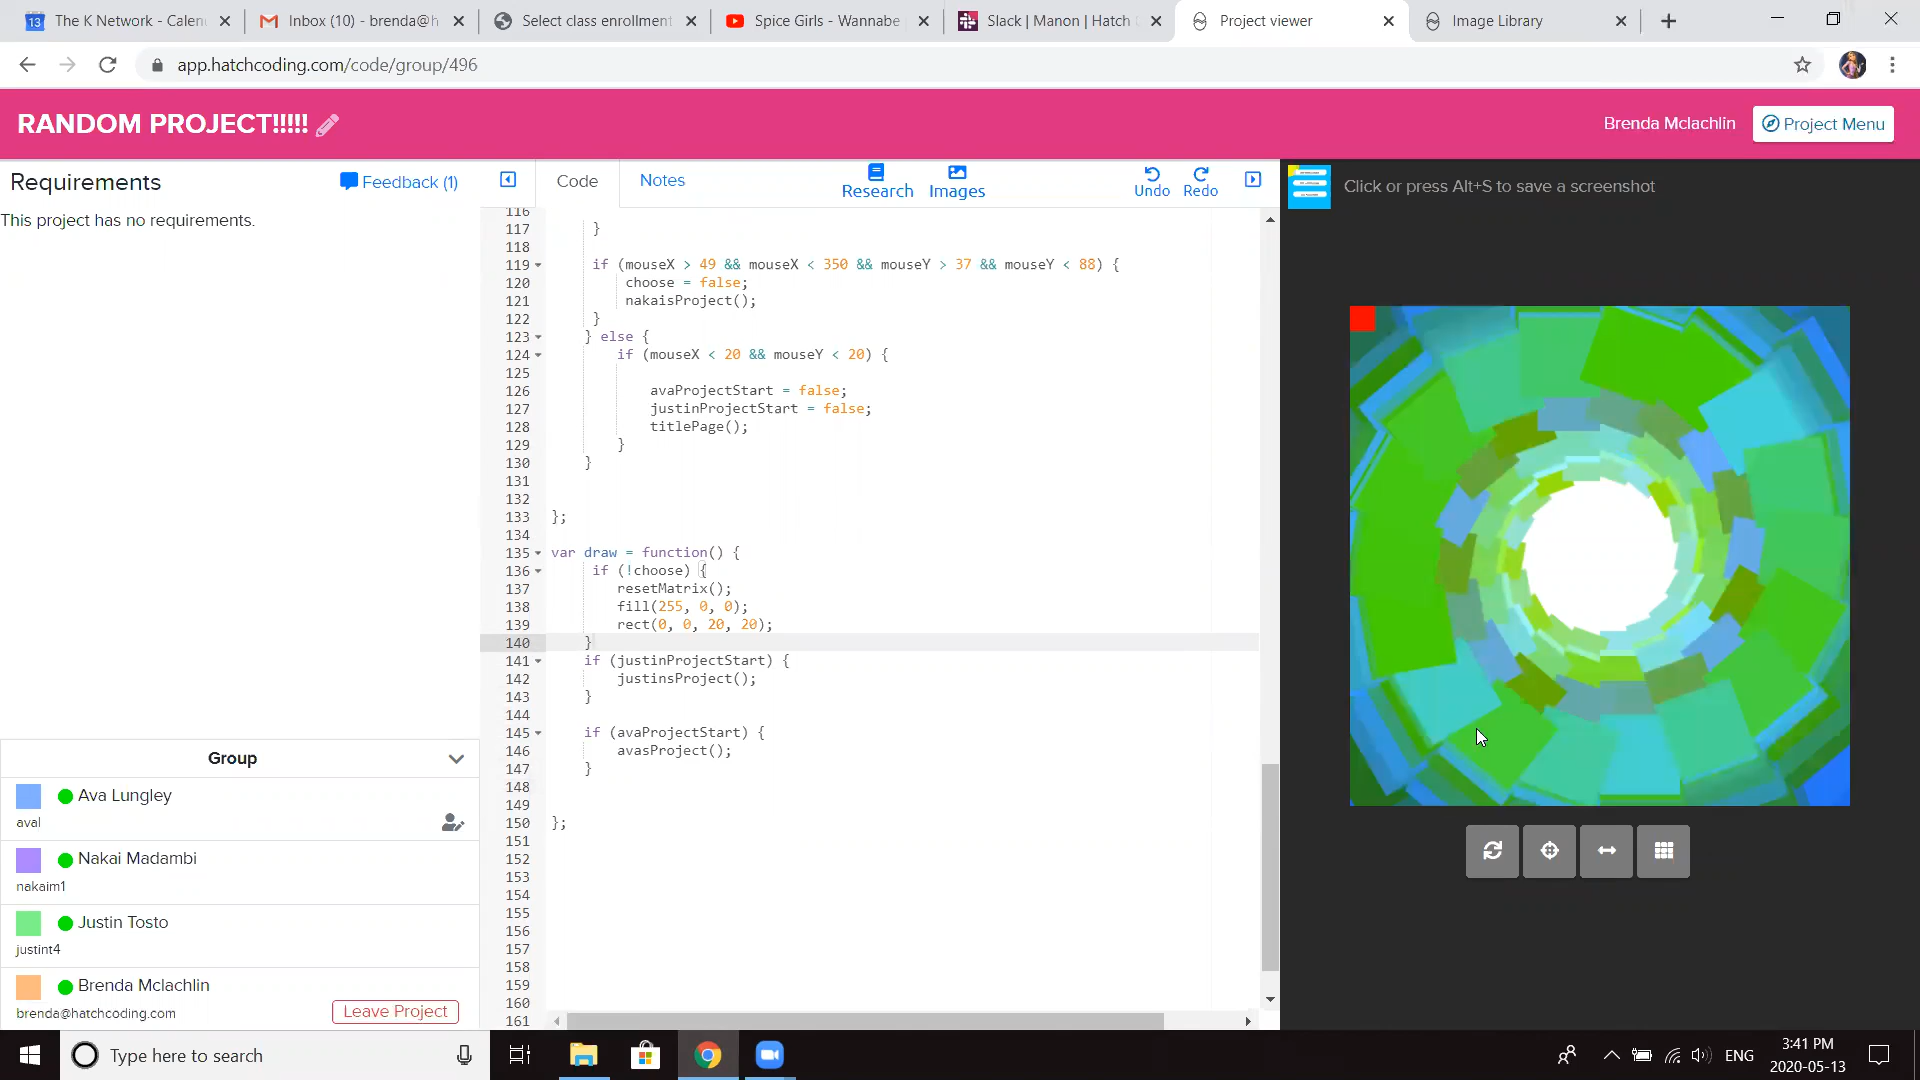 The K Network - Calen
Inbox (10) - brenda@h
Select class enrollment
Spice Girls - Wannabe
Slack | Manon | Hatch
Project viewer
Image Library
app.hatchcoding.com/code/group/496
RANDOM PROJECT!!!!!
Brenda Mclachlin
Project Menu
Requirements
Feedback (1)
This project has no requirements.
Code
Notes
Research
Images
Undo
Redo
Click or press Alt+S to save a screenshot
116
117 }
118
119 if (mouseX > 49 && mouseX < 350 && mouseY > 37 && mouseY < 88) {
120 choose = false;
121 nakaisProject();
122 }
123 } else {
124 if (mouseX < 20 && mouseY < 20) {
125
126 avaProjectStart = false;
127 justinProjectStart = false;
128 titlePage();
129 }
130 }
131
132
133 };
134
135 var draw = function() {
136 if (!choose) {
137 resetMatrix();
138 fill(255, 0, 0);
139 rect(0, 0, 20, 20);
140 }
141 if (justinProjectStart) {
142 justinsProject();
143 }
144
145 if (avaProjectStart) {
146 avasProject();
147 }
148
149
150 };
151
152
153
154
155
156
157
158
159
160
161
Group
Ava Lungley
aval
Nakai Madambi
nakaim1
Justin Tosto
justint4
Brenda Mclachlin
brenda@hatchcoding.com
Leave Project
Type here to search
ENG
3:41 PM
2020-05-13